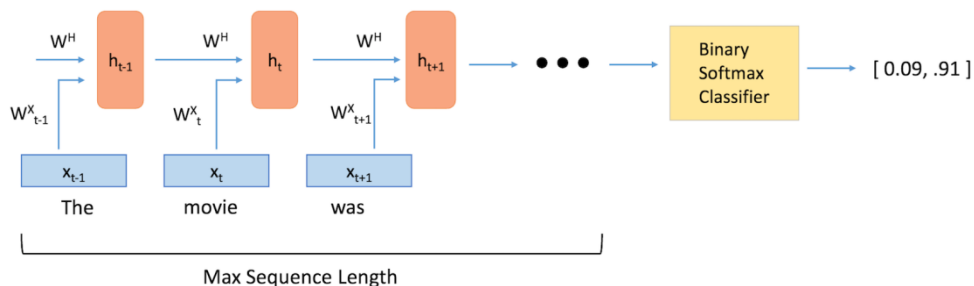 W^H W^H W^H
h_{t-1} h_t h_{t+1}
Binary
Softmax
Classifier
[ 0.09, .91 ]
W^X_{t-1} W^X_t W^X_{t+1}
x_{t-1} x_t x_{t+1}
The movie was
Max Sequence Length